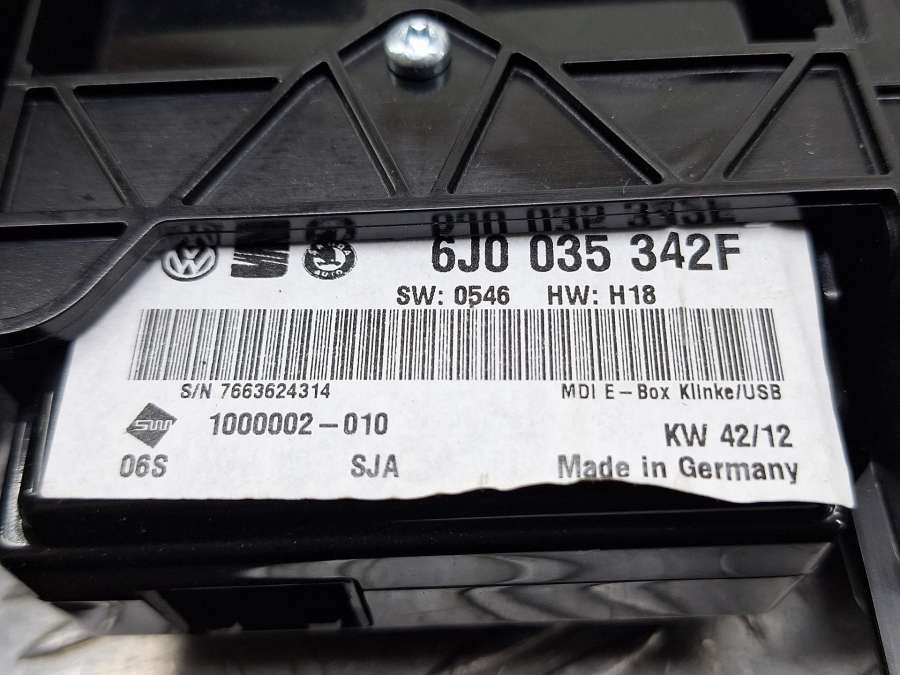 6J0 035 342F
SW: 0546 HW: H18
S/N 7663624314 MDI E-Box Klinke/USB
SW 1000002-010 KW 42/12
06S SJA Made in Germany